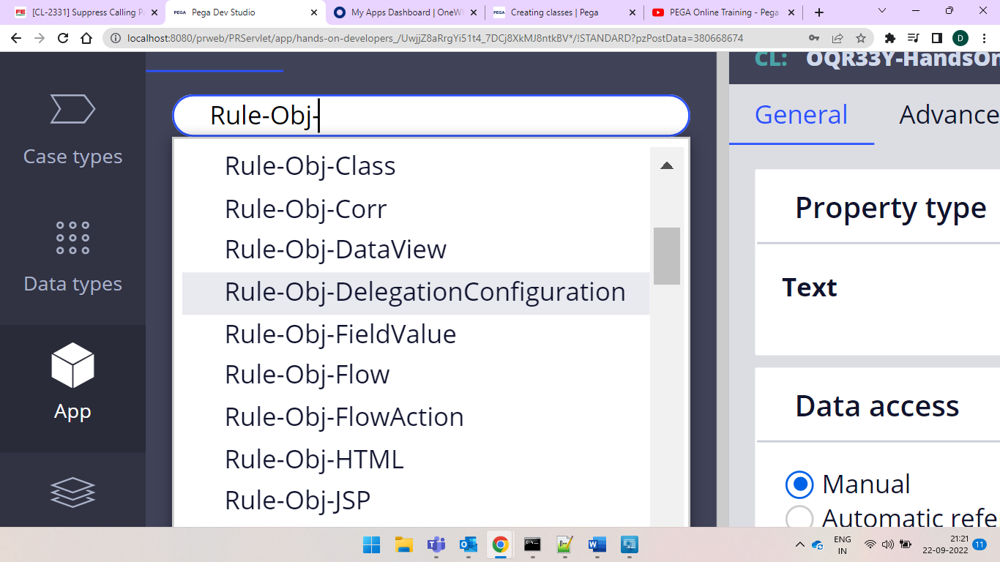 [CL-2331] Suppress Calling P
PEGA Pega Dev Studio
My Apps Dashboard | OneW
PEGA Creating classes | Pega
PEGA Online Training - Pega
localhost:8080/prweb/PRServlet/app/hands-on-developers_/UwjjZ8aRrgYi51t4_7DCj8XkMJ8ntkBV*/!STANDARD?pzPostData=380668674
D
Case types
Data types
App
Rule-Obj-
Rule-Obj-Class
Rule-Obj-Corr
Rule-Obj-DataView
Rule-Obj-DelegationConfiguration
Rule-Obj-FieldValue
Rule-Obj-Flow
Rule-Obj-FlowAction
Rule-Obj-HTML
Rule-Obj-JSP
CL: OQR33Y-HandsOn
General Advance
Property type
Text
Data access
Manual
Automatic refe
ENG
IN
21:21
22-09-2022
11